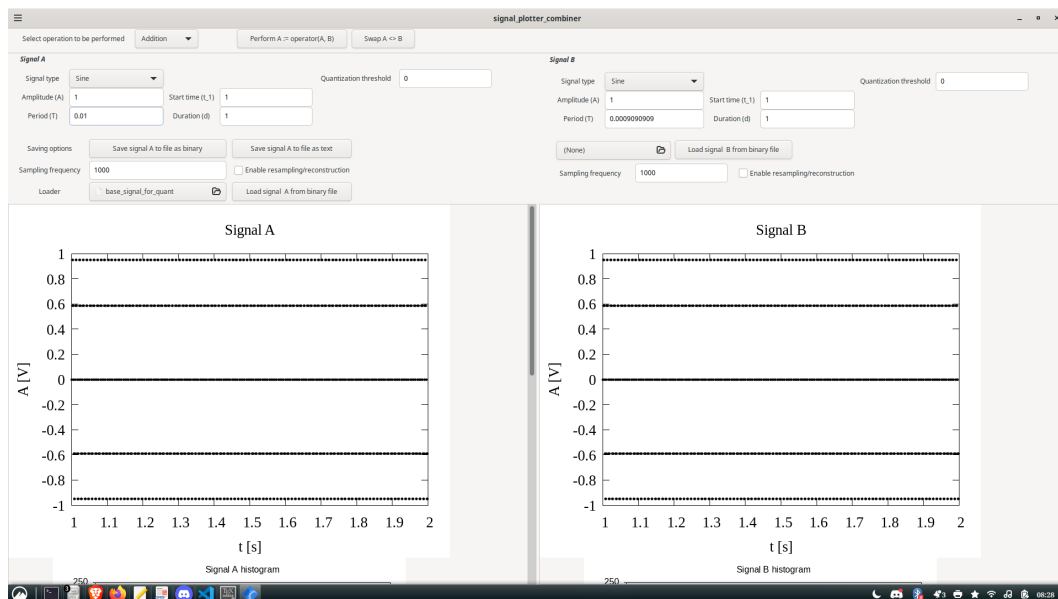 signal_plotter_combiner
Select operation to be performed Addition Perform A := operator(A, B) Swap A <> B
Signal A
Signal type Sine Quantization threshold 0
Amplitude (A) 1 Start time (t_1) 1
Period (T) 0.01 Duration (d) 1
Saving options Save signal A to file as binary Save signal A to file as text
Sampling frequency 1000 Enable resampling/reconstruction
Loader base_signal_for_quant Load signal A from binary file
Signal B
Signal type Sine Quantization threshold 0
Amplitude (A) 1 Start time (t_1) 1
Period (T) 0.0009090909 Duration (d) 1
(None) Load signal B from binary file
Sampling frequency 1000 Enable resampling/reconstruction
Signal A
1
0.8
0.6
0.4
0.2
0
-0.2
-0.4
-0.6
-0.8
-1
A [V]
1 1.1 1.2 1.3 1.4 1.5 1.6 1.7 1.8 1.9 2
t [s]
Signal A histogram
250
Signal B
1
0.8
0.6
0.4
0.2
0
-0.2
-0.4
-0.6
-0.8
-1
A [V]
1 1.1 1.2 1.3 1.4 1.5 1.6 1.7 1.8 1.9 2
t [s]
Signal B histogram
250
3
3
08:28